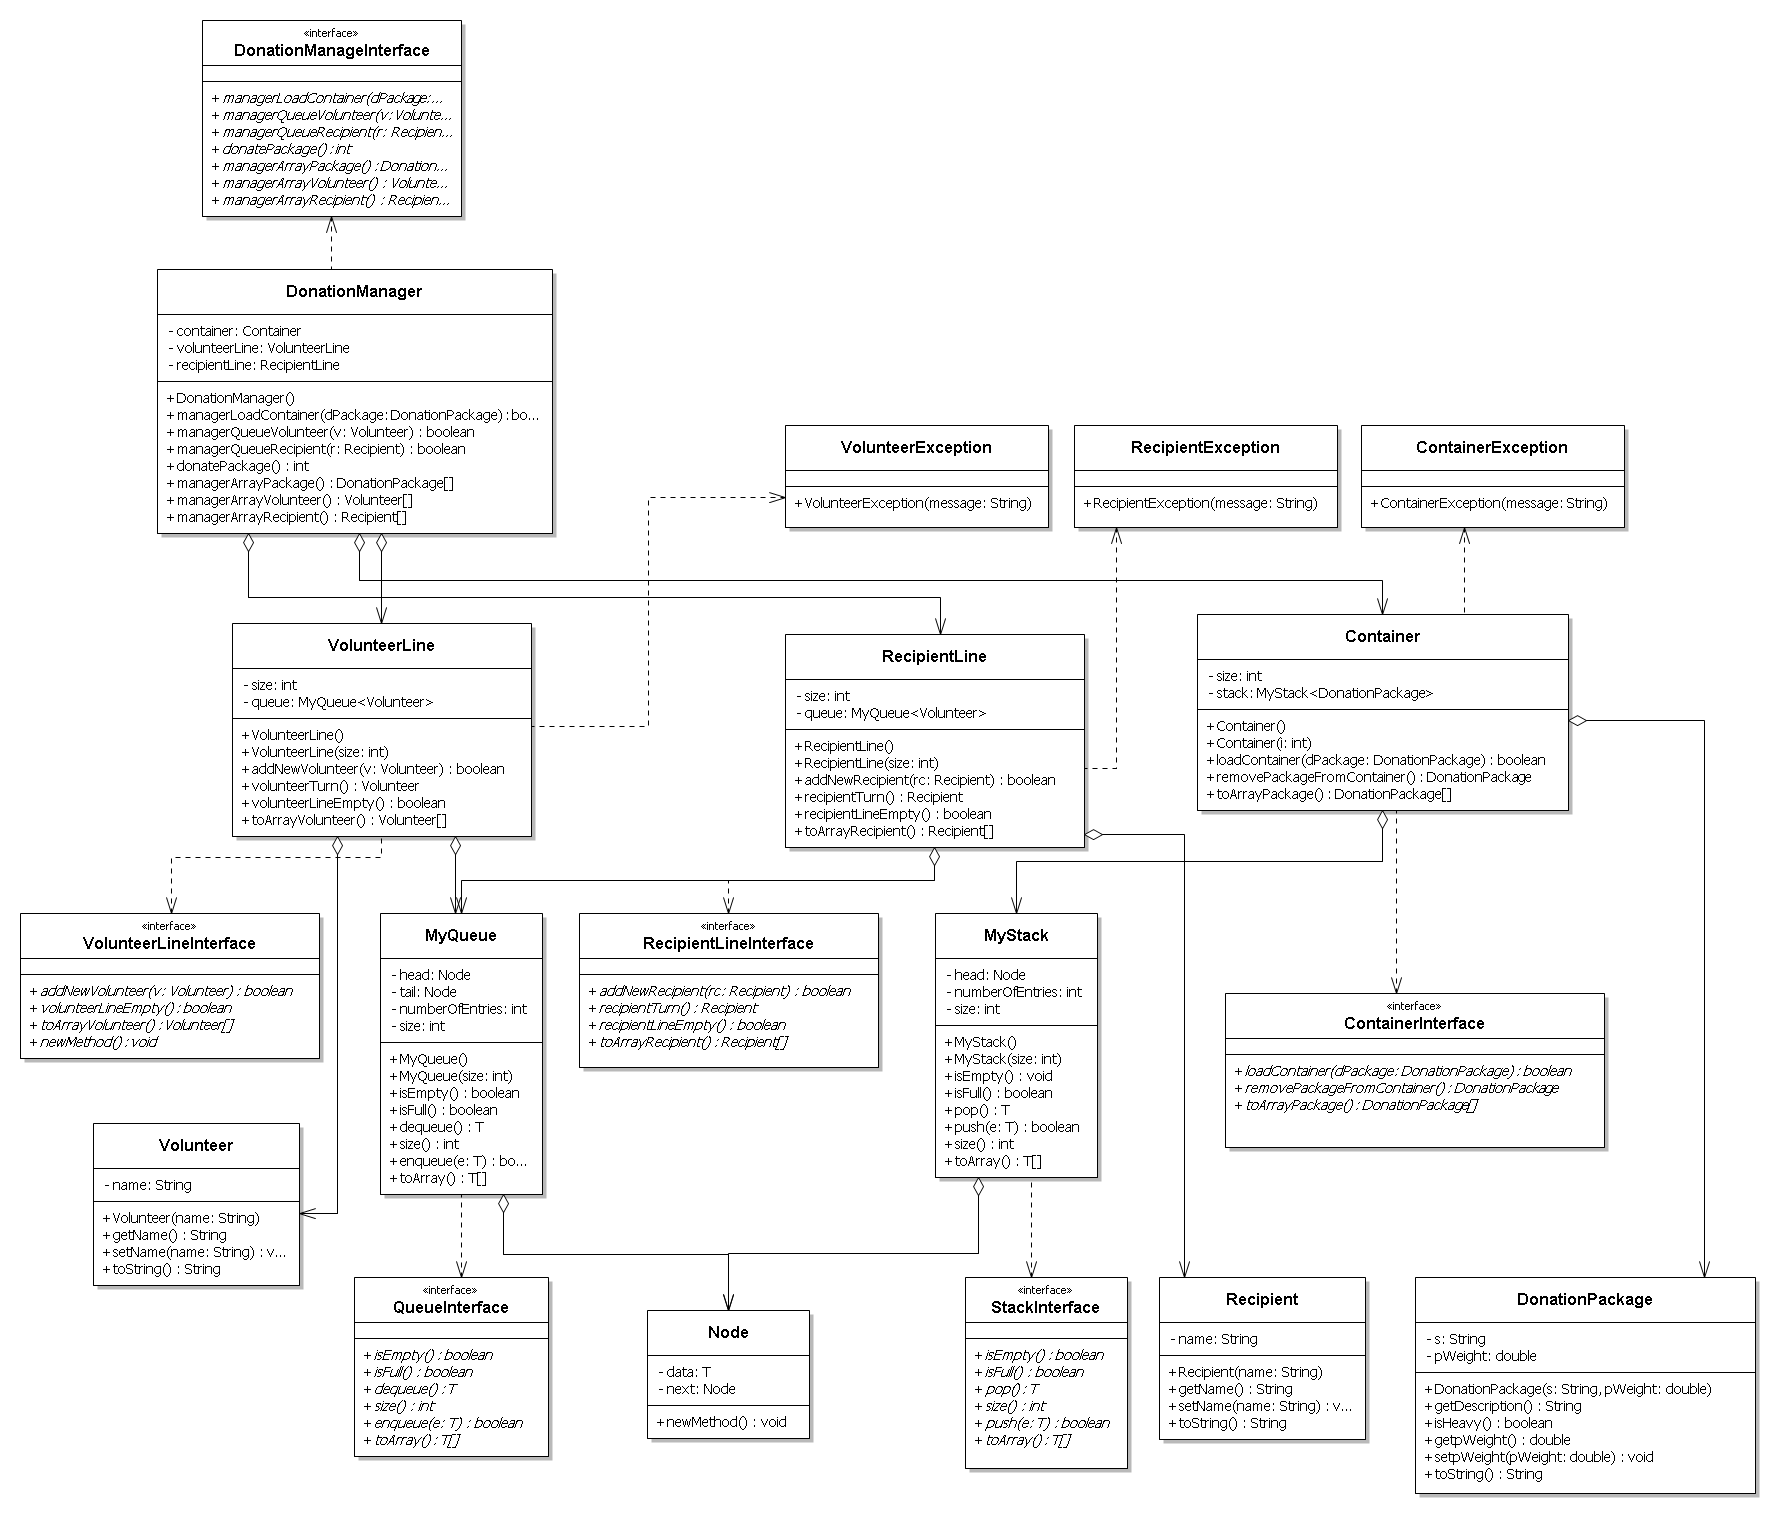 «interface»
DonationManageInterface
+ managerLoadContainer(dPackage:...
+ managerQueueVolunteer(v: Volunte...
+ managerQueueRecipient(r: Recipien...
+ donatePackage() : int
+ managerArrayPackage() : Donation...
+ managerArrayVolunteer() : Volunte...
+ managerArrayRecipient() : Recipien...
DonationManager
- container: Container
- volunteerLine: VolunteerLine
- recipientLine: RecipientLine
+ DonationManager()
+ managerLoadContainer(dPackage: DonationPackage) : bo...
+ managerQueueVolunteer(v: Volunteer) : boolean
+ managerQueueRecipient(r: Recipient) : boolean
+ donatePackage() : int
+ managerArrayPackage() : DonationPackage[]
+ managerArrayVolunteer() : Volunteer[]
+ managerArrayRecipient() : Recipient[]
VolunteerException
+ VolunteerException(message: String)
RecipientException
+ RecipientException(message: String)
ContainerException
+ ContainerException(message: String)
VolunteerLine
- size: int
- queue: MyQueue<Volunteer>
+ VolunteerLine()
+ VolunteerLine(size: int)
+ addNewVolunteer(v: Volunteer) : boolean
+ volunteerTurn() : Volunteer
+ volunteerLineEmpty() : boolean
+ toArrayVolunteer() : Volunteer[]
RecipientLine
- size: int
- queue: MyQueue<Volunteer>
+ RecipientLine()
+ RecipientLine(size: int)
+ addNewRecipient(rc: Recipient) : boolean
+ recipientTurn() : Recipient
+ recipientLineEmpty() : boolean
+ toArrayRecipient() : Recipient[]
Container
- size: int
- stack: MyStack<DonationPackage>
+ Container()
+ Container(i: int)
+ loadContainer(dPackage: DonationPackage) : boolean
+ removePackageFromContainer() : DonationPackage
+ toArrayPackage() : DonationPackage[]
«interface»
VolunteerLineInterface
+ addNewVolunteer(v: Volunteer) : boolean
+ volunteerLineEmpty() : boolean
+ toArrayVolunteer() : Volunteer[]
+ newMethod() : void
MyQueue
- head: Node
- tail: Node
- numberOfEntries: int
- size: int
+ MyQueue()
+ MyQueue(size: int)
+ isEmpty() : boolean
+ isFull() : boolean
+ dequeue() : T
+ size() : int
+ enqueue(e: T) : bo...
+ toArray() : T[]
«interface»
RecipientLineInterface
+ addNewRecipient(rc: Recipient) : boolean
+ recipientTurn() : Recipient
+ recipientLineEmpty() : boolean
+ toArrayRecipient() : Recipient[]
MyStack
- head: Node
- numberOfEntries: int
- size: int
+ MyStack()
+ MyStack(size: int)
+ isEmpty() : void
+ isFull() : boolean
+ pop() : T
+ push(e: T) : boolean
+ size() : int
+ toArray() : T[]
«interface»
ContainerInterface
+ loadContainer(dPackage: DonationPackage) : boolean
+ removePackageFromContainer() : DonationPackage
+ toArrayPackage() : DonationPackage[]
Volunteer
- name: String
+ Volunteer(name: String)
+ getName() : String
+ setName(name: String) : v...
+ toString() : String
«interface»
QueueInterface
+ isEmpty() : boolean
+ isFull() : boolean
+ dequeue() : T
+ size() : int
+ enqueue(e: T) : boolean
+ toArray() : T[]
Node
- data: T
- next: Node
+ newMethod() : void
«interface»
StackInterface
+ isEmpty() : boolean
+ isFull() : boolean
+ pop() : T
+ size() : int
+ push(e: T) : boolean
+ toArray() : T[]
Recipient
- name: String
+ Recipient(name: String)
+ getName() : String
+ setName(name: String) : v...
+ toString() : String
DonationPackage
- s: String
- pWeight: double
+ DonationPackage(s: String, pWeight: double)
+ getDescription() : String
+ isHeavy() : boolean
+ getpWeight() : double
+ setpWeight(pWeight: double) : void
+ toString() : String